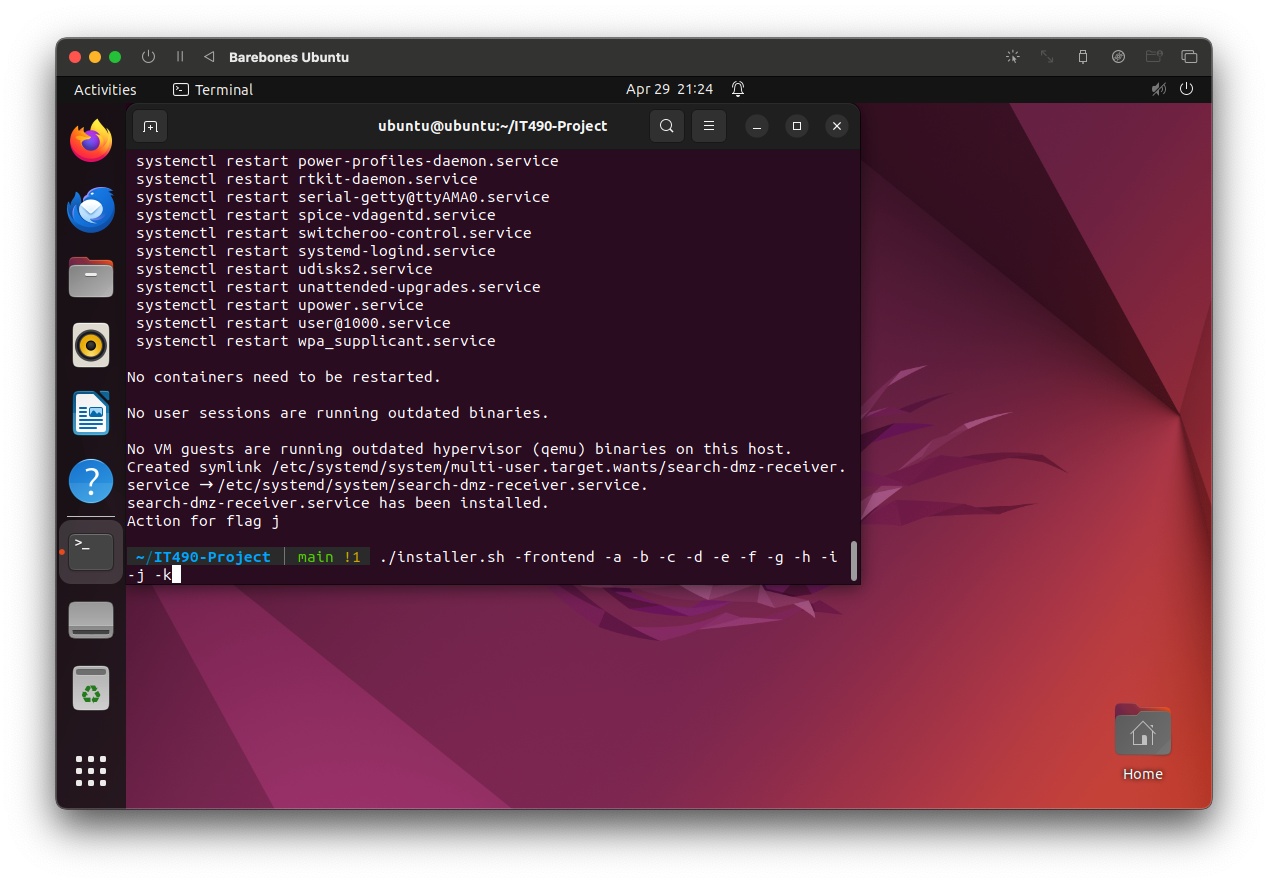 Barebones Ubuntu
Activities
Terminal
Apr 29 21:24
ubuntu@ubuntu:~/IT490-Project
systemctl restart power-profiles-daemon.service
systemctl restart rtkit-daemon.service
systemctl restart serial-getty@ttyAMA0.service
systemctl restart spice-vdagentd.service
systemctl restart switcheroo-control.service
systemctl restart systemd-logind.service
systemctl restart udisks2.service
systemctl restart unattended-upgrades.service
systemctl restart upower.service
systemctl restart user@1000.service
systemctl restart wpa_supplicant.service
No containers need to be restarted.
No user sessions are running outdated binaries.
No VM guests are running outdated hypervisor (qemu) binaries on this host.
Created symlink /etc/systemd/system/multi-user.target.wants/search-dmz-receiver.
service → /etc/systemd/system/search-dmz-receiver.service.
search-dmz-receiver.service has been installed.
Action for flag j
~/IT490-Project | main !1 ./installer.sh -frontend -a -b -c -d -e -f -g -h -i
-j -k
Home